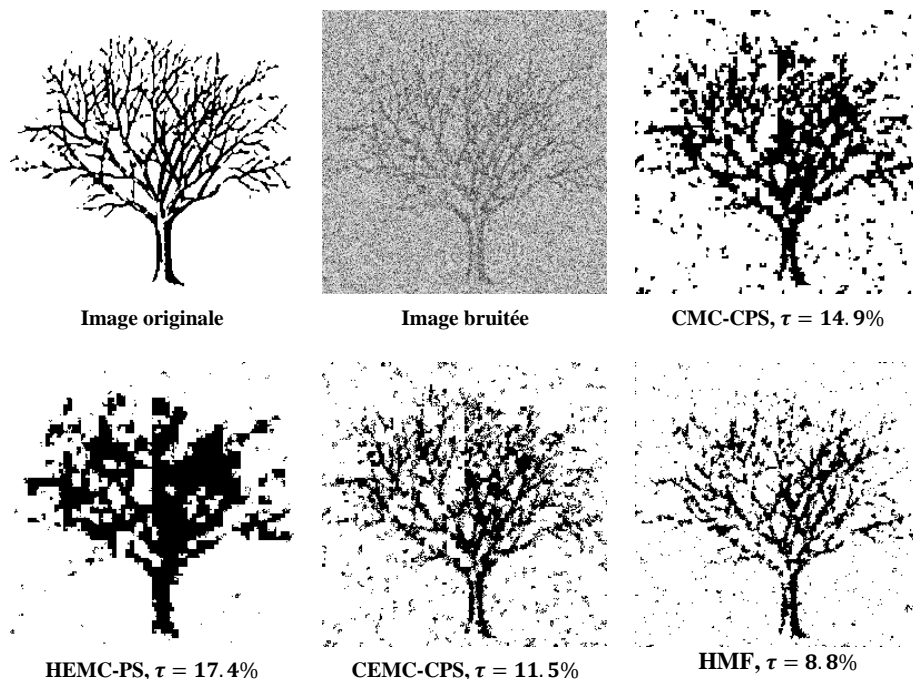 Image originale
Image bruitée
CMC-CPS, τ = 14.9%
HEMC-PS, τ = 17.4%
CEMC-CPS, τ = 11.5%
HMF, τ = 8.8%